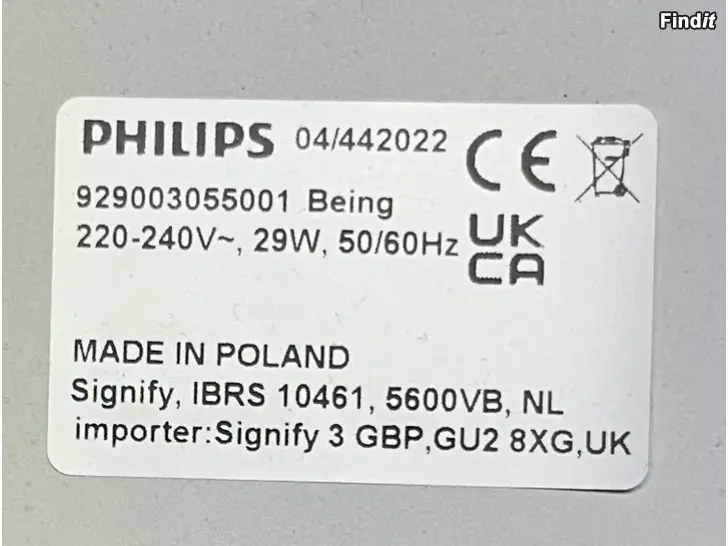 Findit
PHILIPS 04/442022 CE
929003055001 Being
220-240V~, 29W, 50/60Hz
UK
CA
MADE IN POLAND
Signify, IBRS 10461, 5600VB, NL
importer:Signify 3 GBP,GU2 8XG,UK